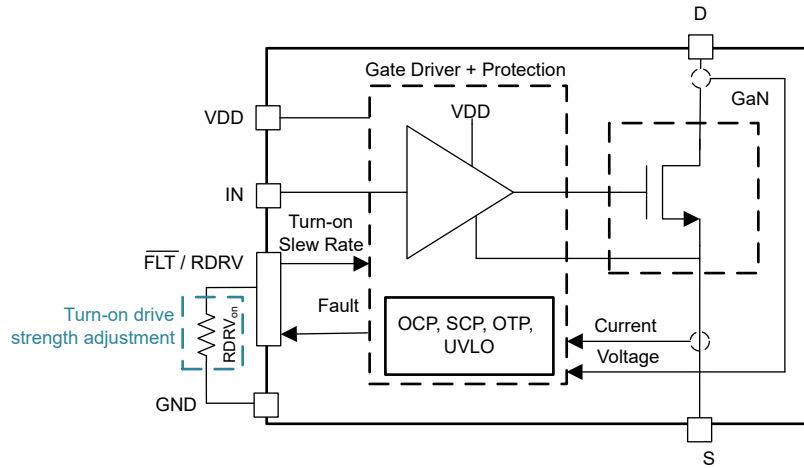 D
Gate Driver + Protection
GaN
VDD
VDD
IN
Turn-on
Slew Rate
FLT / RDRV
Turn-on drive
strength adjustment
RDRVon
Fault
OCP, SCP, OTP,
UVLO
Current
Voltage
GND
S